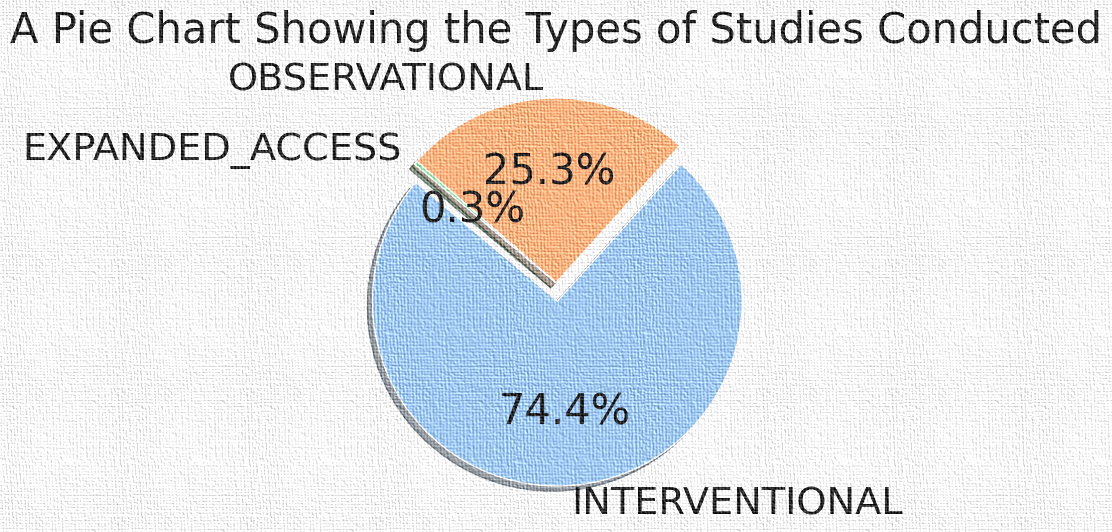 A Pie Chart Showing the Types of Studies Conducted
OBSERVATIONAL
EXPANDED_ACCESS
25.3%
0.3%
74.4%
INTERVENTIONAL